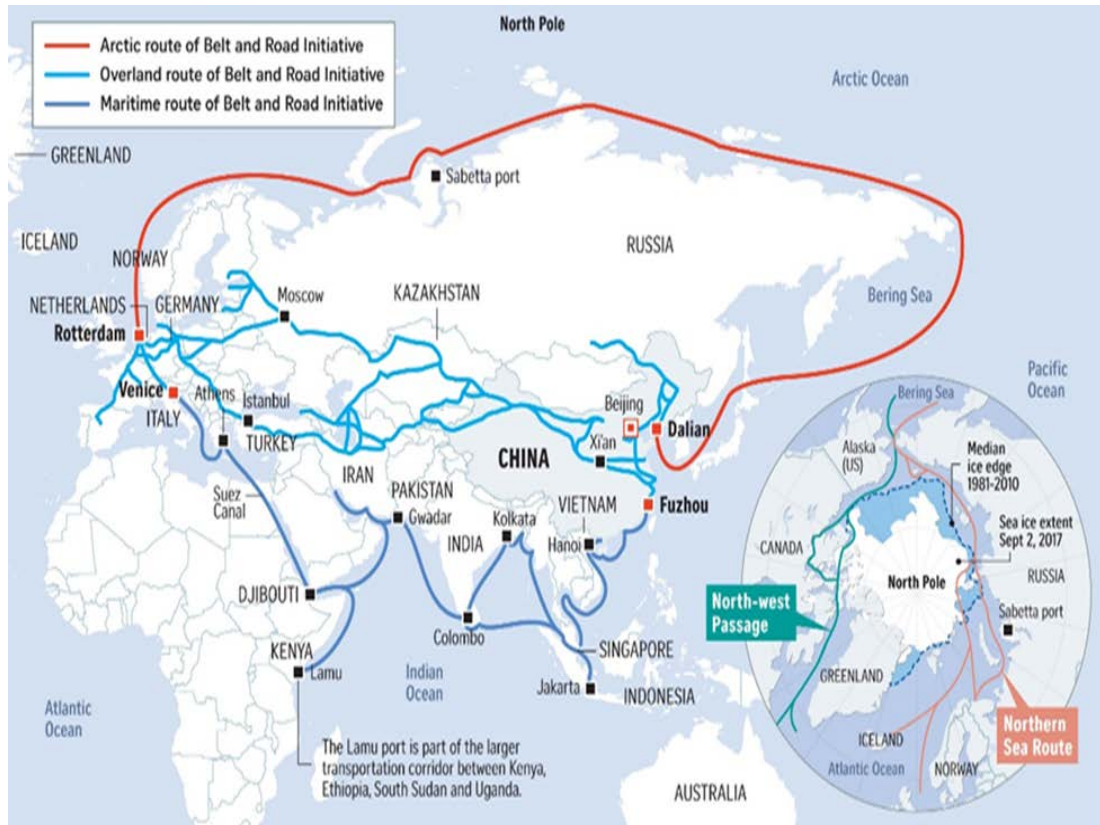 North Pole
Arctic route of Belt and Road Initiative
Overland route of Belt and Road Initiative
Maritime route of Belt and Road Initiative
Arctic Ocean
GREENLAND
Sabetta port
ICELAND
NORWAY
RUSSIA
Bering Sea
NETHERLANDS
GERMANY
Moscow
KAZAKHSTAN
Rotterdam
Pacific
Ocean
Venice
Athens
Istanbul
ITALY
TURKEY
Beijing
Dalian
Xi'an
CHINA
IRAN
PAKISTAN
Gwadar
Suez
Canal
Kolkata
INDIA
VIETNAM
Hanoi
Fuzhou
DJIBOUTI
Colombo
KENYA
Lamu
SINGAPORE
Indian
Ocean
Jakarta
INDONESIA
Atlantic
Ocean
The Lamu port is part of the larger
transportation corridor between Kenya,
Ethiopia, South Sudan and Uganda.
AUSTRALIA
Bering Sea
Alaska
(US)
Median
ice edge
1981-2010
Sea ice extent
Sept 2, 2017
CANADA
North Pole
RUSSIA
North-west
Passage
Sabetta port
GREENLAND
Northern
Sea Route
ICELAND
Atlantic Ocean
NORWAY